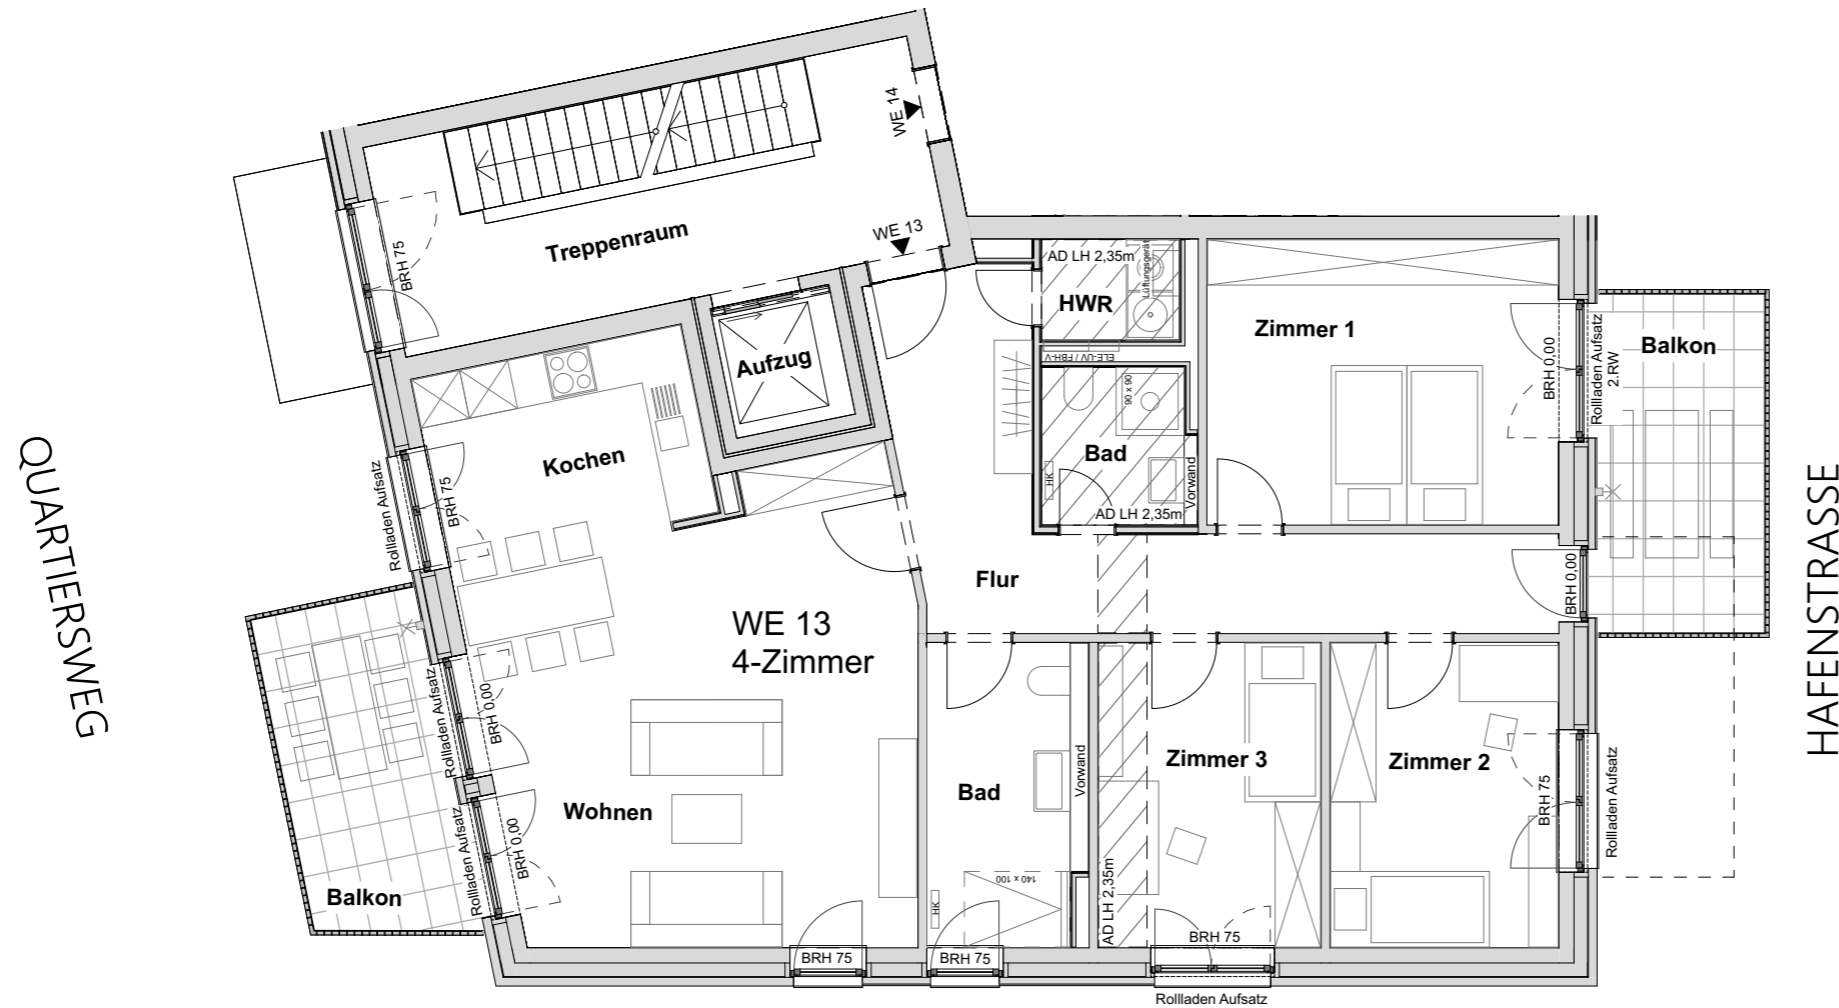 QUARTIERSWEG
HAFENSTRASSE
WE 14
WE 13
Treppenraum
BRH 75
Aufzug
Kochen
Rollladen Aufsatz
BRH 75
AD LH 2,35m
Lüftungsgerät
HWR
ELE-UV / FBH-V
90 x 90
Bad
HK
Vorwand
AD LH 2,35m
Zimmer 1
BRH 0,00
Rollladen Aufsatz
2.RW
Balkon
Flur
BRH 0,00
WE 13
4-Zimmer
Rollladen Aufsatz
BRH 0,00
Wohnen
Rollladen Aufsatz
BRH 0,00
Balkon
Bad
Vorwand
140 x 100
HK
Zimmer 3
AD LH 2,35m
Zimmer 2
BRH 75
Rollladen Aufsatz
BRH 75
BRH 75
BRH 75
Rollladen Aufsatz